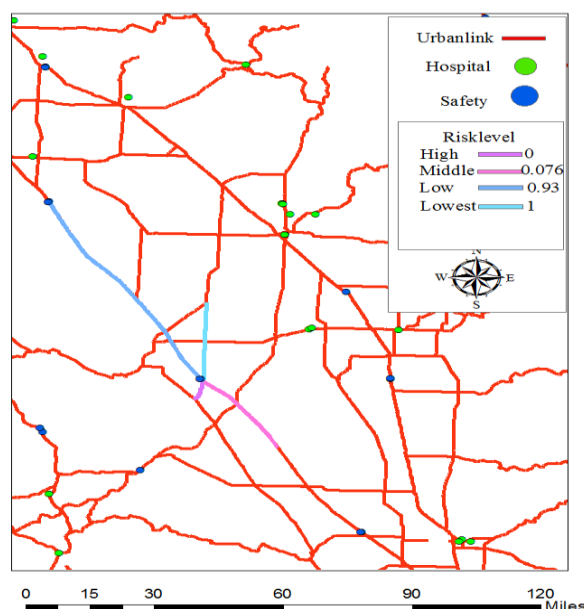 Urbanlink
Hospital
Safety
Risklevel
High 0
Middle 0.076
Low 0.93
Lowest 1
N
W E
S
0 15 30 60 90 120
Miles